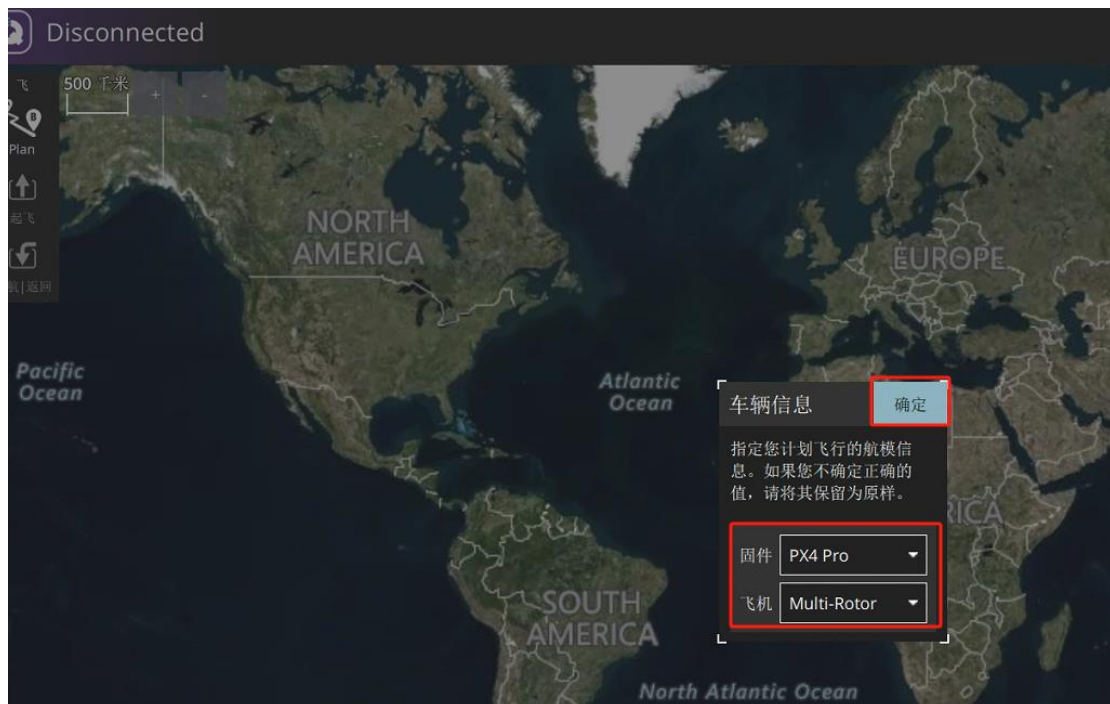 Disconnected
飞
500 千米
+ -
Plan
起飞
航|返回
NORTH
AMERICA
EUROPE
Pacific
Ocean
Atlantic
Ocean
车辆信息
确定
指定您计划飞行的航模信
息。如果您不确定正确的
值，请将其保留为原样。
RICA
固件 PX4 Pro
飞机 Multi-Rotor
SOUTH
AMERICA
North Atlantic Ocean